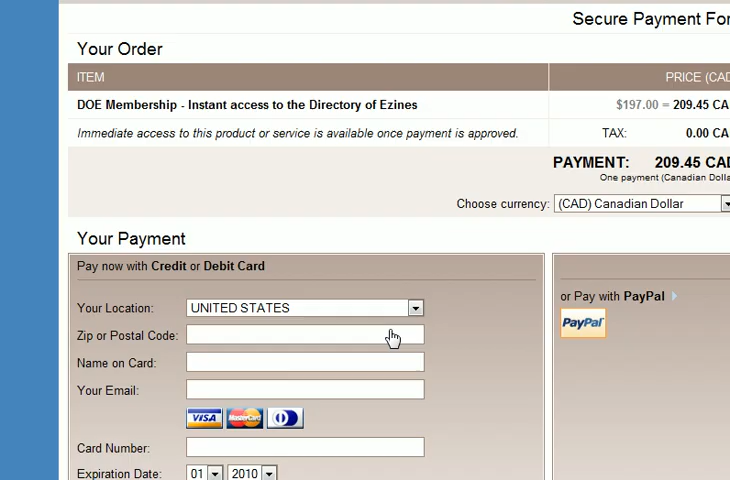 Secure Payment For
Your Order
ITEM PRICE (CAD
DOE Membership - Instant access to the Directory of Ezines $197.00 = 209.45 CA
Immediate access to this product or service is available once payment is approved. TAX: 0.00 CA
PAYMENT: 209.45 CAD
One payment (Canadian Dolla
Choose currency: (CAD) Canadian Dollar
Your Payment
Pay now with Credit or Debit Card
Your Location: UNITED STATES
or Pay with PayPal
PayPal
Zip or Postal Code:
Name on Card:
Your Email:
VISA MasterCard
Card Number:
Expiration Date: 01 2010